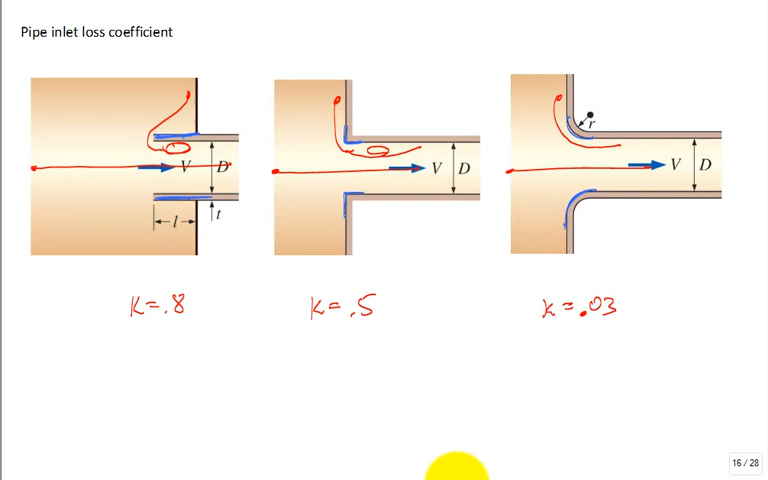 Pipe inlet loss coefficient
r
V D
V D
V D
l
t
K=.8
K=.5
K=.03
16 / 28